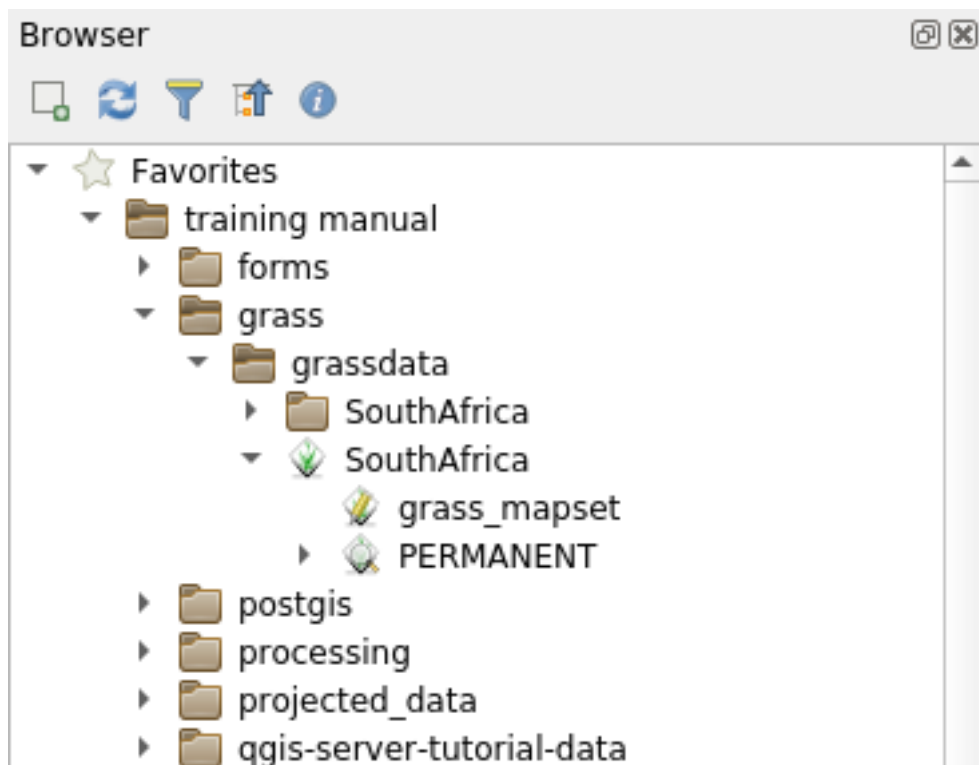 Browser
Favorites
training manual
forms
grass
grassdata
SouthAfrica
SouthAfrica
grass_mapset
PERMANENT
postgis
processing
projected_data
qgis-server-tutorial-data